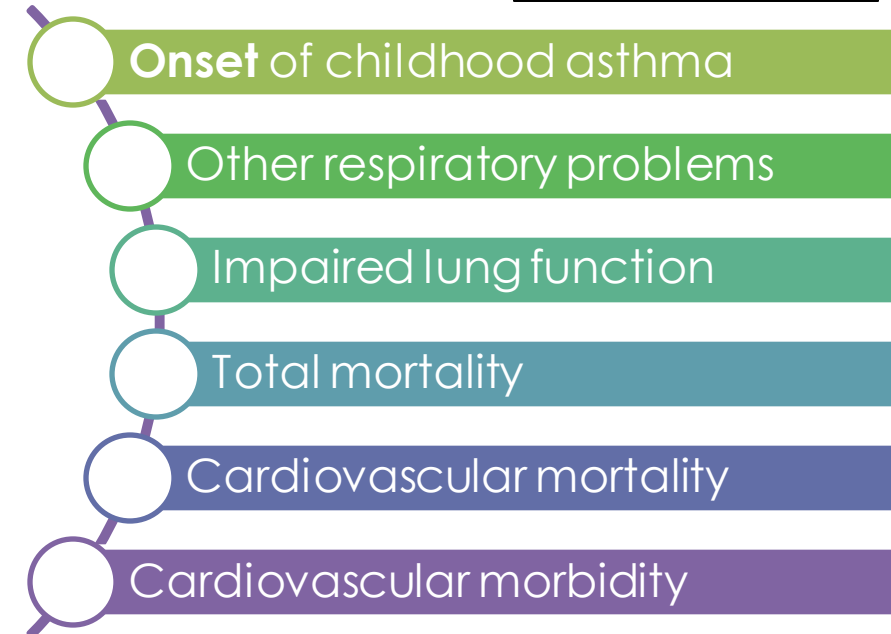 Onset of childhood asthma
Other respiratory problems
Impaired lung function
Total mortality
Cardiovascular mortality
Cardiovascular morbidity